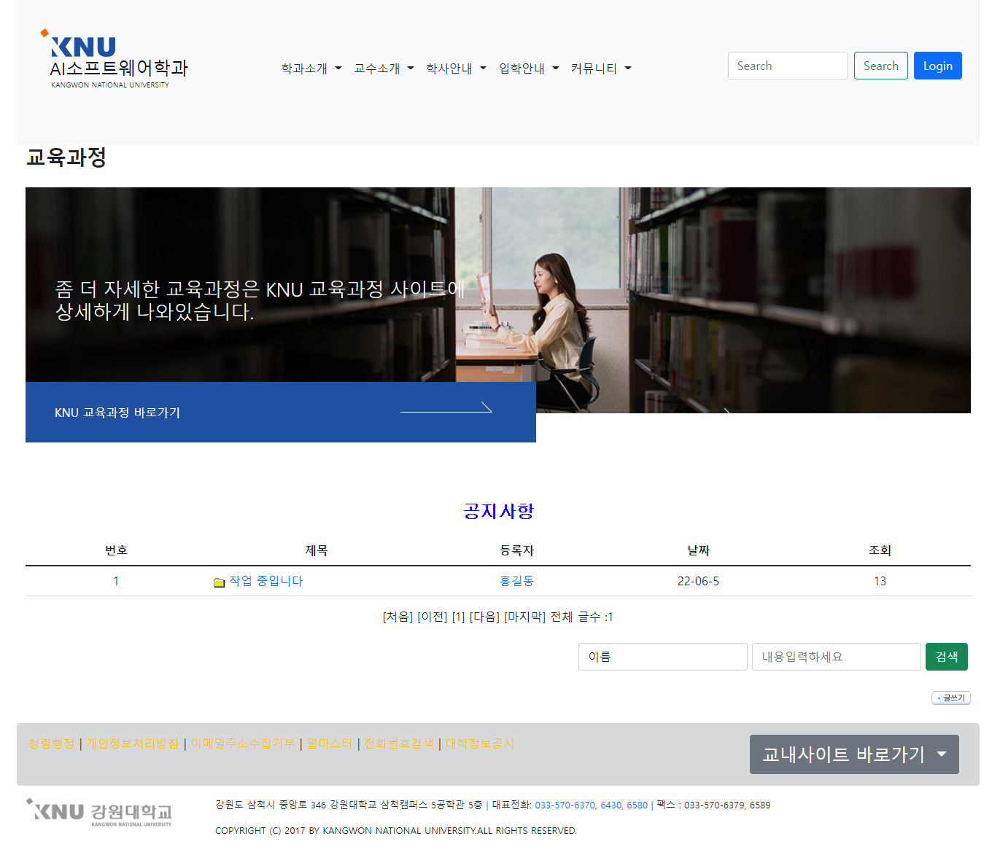 KNU
AI소프트웨어학과
KANGWON NATIONAL UNIVERSITY
학과소개 교수소개 학사안내 입학안내 커뮤니티
Search Search Login
교육과정
좀 더 자세한 교육과정은 KNU 교육과정 사이트에
상세하게 나와있습니다.
KNU 교육과정 바로가기
공지사항
번호 제목 등록자 날짜 조회
1 작업 중입니다 홍길동 22-06-5 13
[처음] [이전] [1] [다음] [마지막] 전체 글수 :1
이름 내용입력하세요 검색
글쓰기
청렴행정 | 개인정보처리방침 | 이메일주소수집거부 | 웹마스터 | 전화번호검색 | 대학정보공시
교내사이트 바로가기
KNU 강원대학교
KANGWON NATIONAL UNIVERSITY
강원도 삼척시 중앙로 346 강원대학교 삼척캠퍼스 5공학관 5층 | 대표전화: 033-570-6370, 6430, 6580 | 팩스 : 033-570-6379, 6589
COPYRIGHT (C) 2017 BY KANGWON NATIONAL UNIVERSITY.ALL RIGHTS RESERVED.